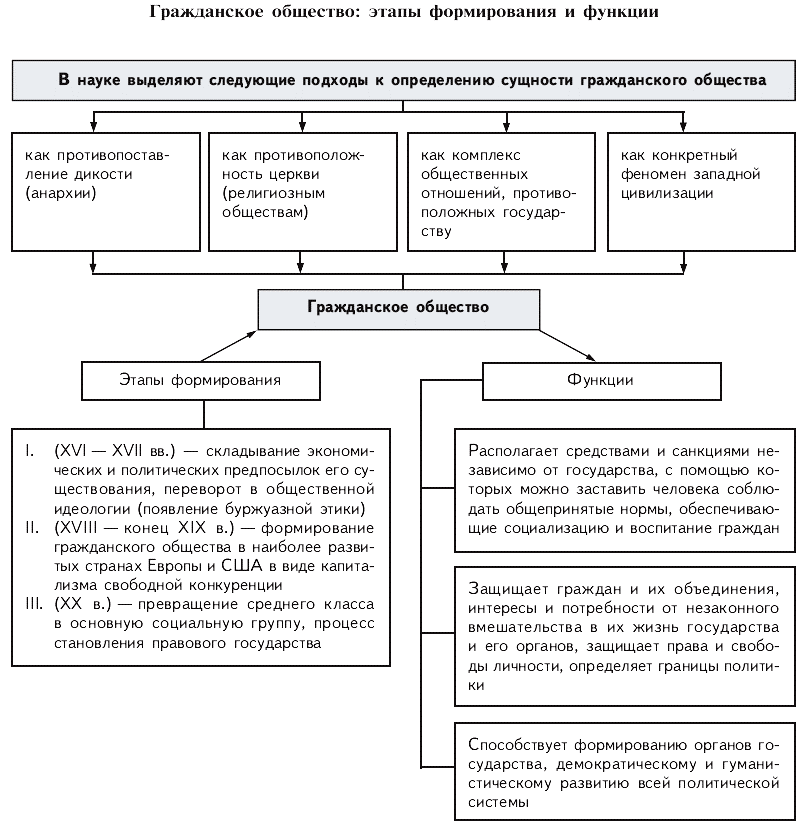 Гражданское общество: этапы формирования и функции
В науке выделяют следующие подходы к определению сущности гражданского общества
как противопостав-
ление дикости
(анархии)
как противополож-
ность церкви
(религиозным
обществам)
как комплекс
общественных
отношений, противо-
положных государ-
ству
как конкретный
феномен западной
цивилизации
Гражданское общество
Этапы формирования
I. (XVI — XVII вв.) — складывание экономи-
ческих и политических предпосылок его су-
ществования, переворот в общественной
идеологии (появление буржуазной этики)
II. (XVIII — конец XIX в.) — формирование
гражданского общества в наиболее разви-
тых странах Европы и США в виде капита-
лизма свободной конкуренции
III. (XX в.) — превращение среднего класса
в основную социальную группу, процесс
становления правового государства
Функции
Располагает средствами и санкциями не-
зависимо от государства, с помощью ко-
торых можно заставить человека соблю-
дать общепринятые нормы, обеспечиваю-
щие социализацию и воспитание граждан
Защищает граждан и их объединения,
интересы и потребности от незаконного
вмешательства в их жизнь государства
и его органов, защищает права и свобо-
ды личности, определяет границы полити-
ки
Способствует формированию органов го-
сударства, демократическому и гумани-
стическому развитию всей политической
системы